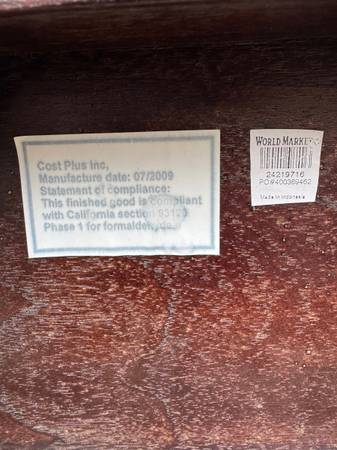 Cost Plus Inc,
Manufacture date: 07/2009
Statement of compliance:
This finished good is compliant
with California section 93120
Phase 1 for formaldehyde.
WORLD MARKET
24219716
PO#400369462
Made in Indonesia